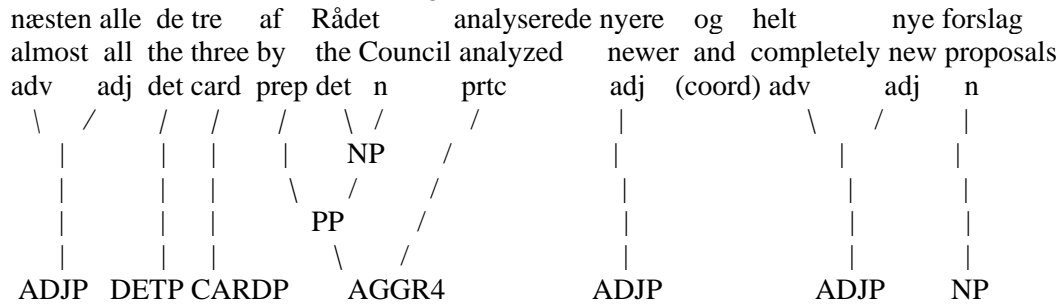 næsten alle de tre af Rådet analyserede nyere og helt nye forslag
almost all the three by the Council analyzed newer and completely new proposals
adv adj det card prep det n prtc adj (coord) adv adj n
\ / / / / \ / / | \ / |
| | | | NP / | | |
| | | \ / / | | |
| | | PP / | | |
| | | \ / | | |
ADJP DETP CARDP AGGR4 ADJP ADJP NP